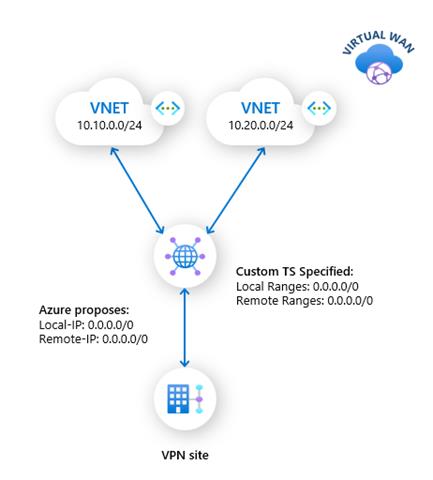 VIRTUAL WAN
VNET
10.10.0.0/24
VNET
10.20.0.0/24
Custom TS Specified:
Local Ranges: 0.0.0.0/0
Remote Ranges: 0.0.0.0/0
Azure proposes:
Local-IP: 0.0.0.0/0
Remote-IP: 0.0.0.0/0
VPN site